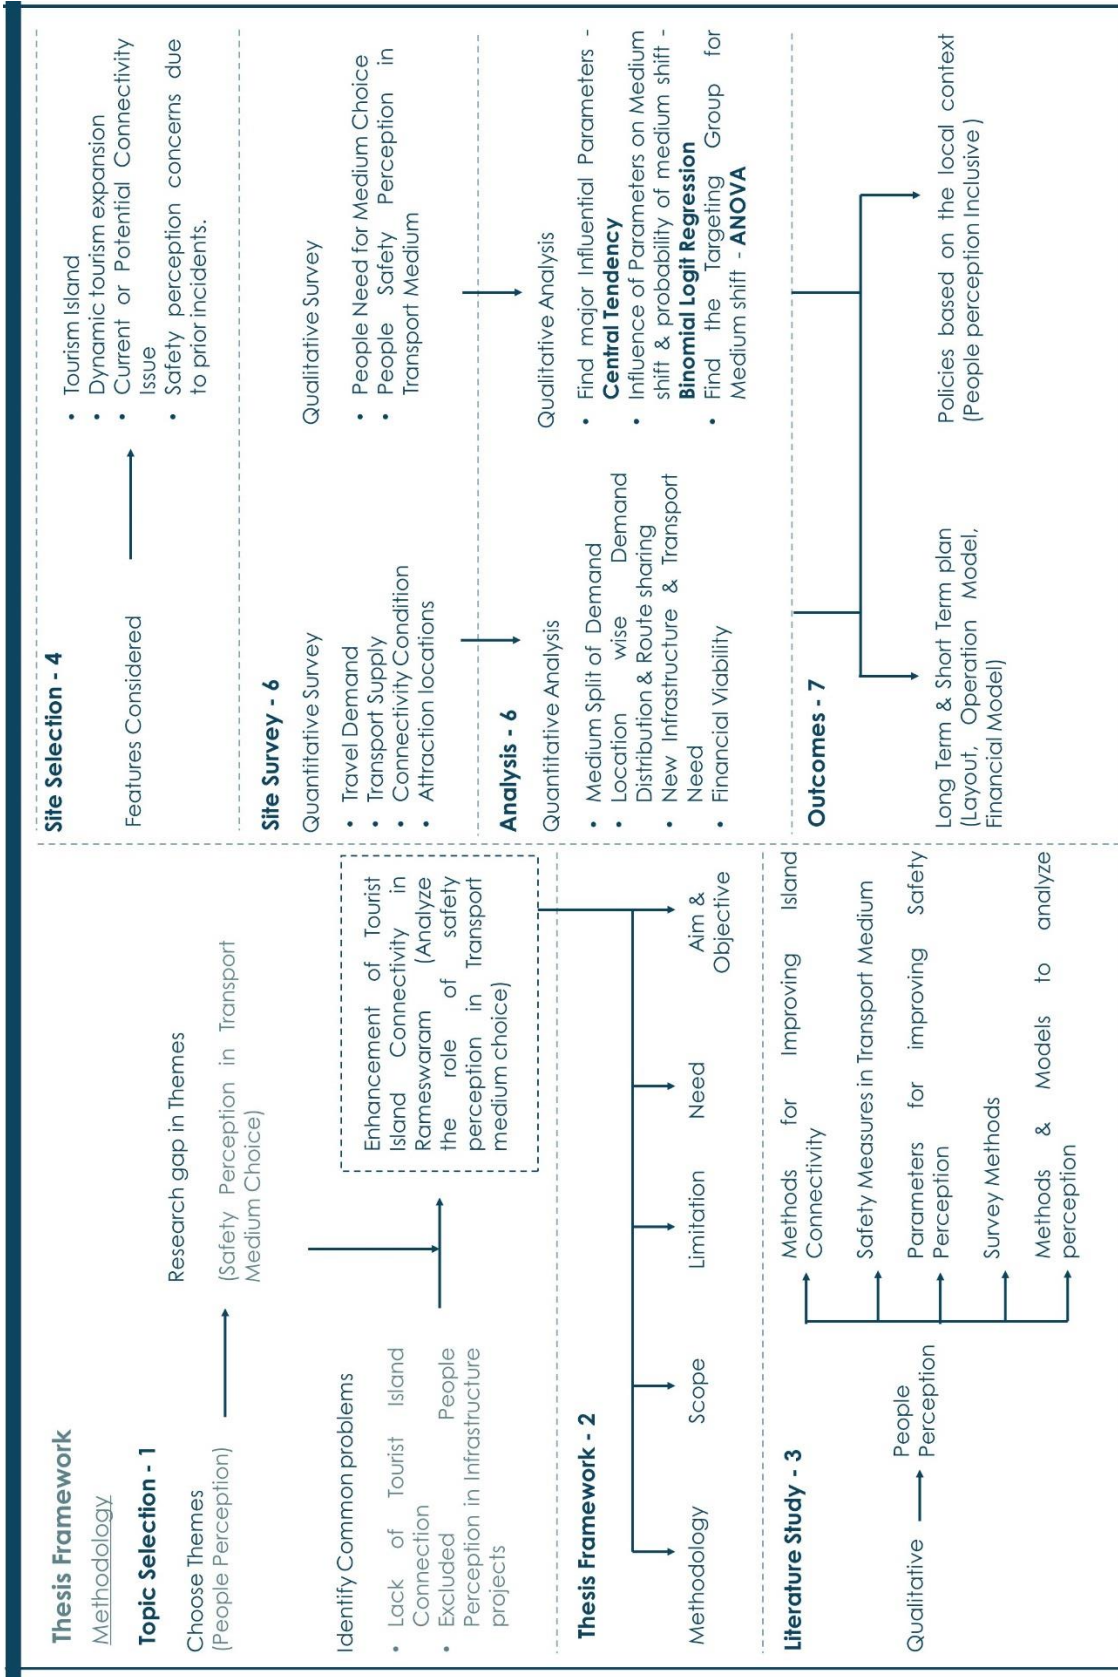 Thesis Framework
Methodology
Topic Selection - 1
Choose Themes
(People Perception)
Research gap in Themes
(Safety Perception in Transport
Medium Choice)
Identify Common problems
• Lack of Tourist Island
Connection
• Excluded People
Perception in Infrastructure
projects
Enhancement of Tourist
Island Connectivity in
Rameswaram (Analyze
the role of safety
perception in Transport
medium choice)
Thesis Framework - 2
Methodology
Scope
Limitation
Need
Aim &
Objective
Literature Study - 3
Qualitative
People
Perception
Methods for Improving Island
Connectivity
Safety Measures in Transport Medium
Parameters for improving Safety
Perception
Survey Methods
Methods & Models to analyze
perception
Site Selection - 4
Features Considered
• Tourism Island
• Dynamic tourism expansion
• Current or Potential Connectivity
Issue
• Safety perception concerns due
to prior incidents.
Site Survey - 6
Quantitative Survey
• Travel Demand
• Transport Supply
• Connectivity Condition
• Attraction locations
Qualitative Survey
• People Need for Medium Choice
• People Safety Perception in
Transport Medium
Analysis - 6
Quantitative Analysis
• Medium Split of Demand
• Location wise Demand
Distribution & Route sharing
• New Infrastructure & Transport
Need
• Financial Viability
Qualitative Analysis
• Find major Influential Parameters -
Central Tendency
• Influence of Parameters on Medium
shift & probability of medium shift -
Binomial Logit Regression
• Find the Targeting Group for
Medium shift - ANOVA
Outcomes - 7
Long Term & Short Term plan
(Layout, Operation Model,
Financial Model)
Policies based on the local context
(People perception Inclusive )